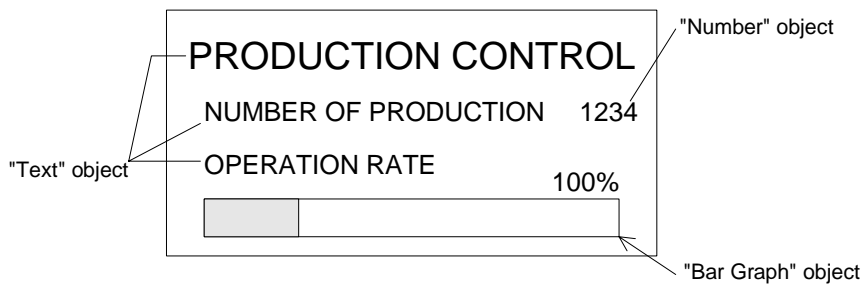 "Number" object
PRODUCTION CONTROL
NUMBER OF PRODUCTION 1234
"Text" object
OPERATION RATE
100%
"Bar Graph" object